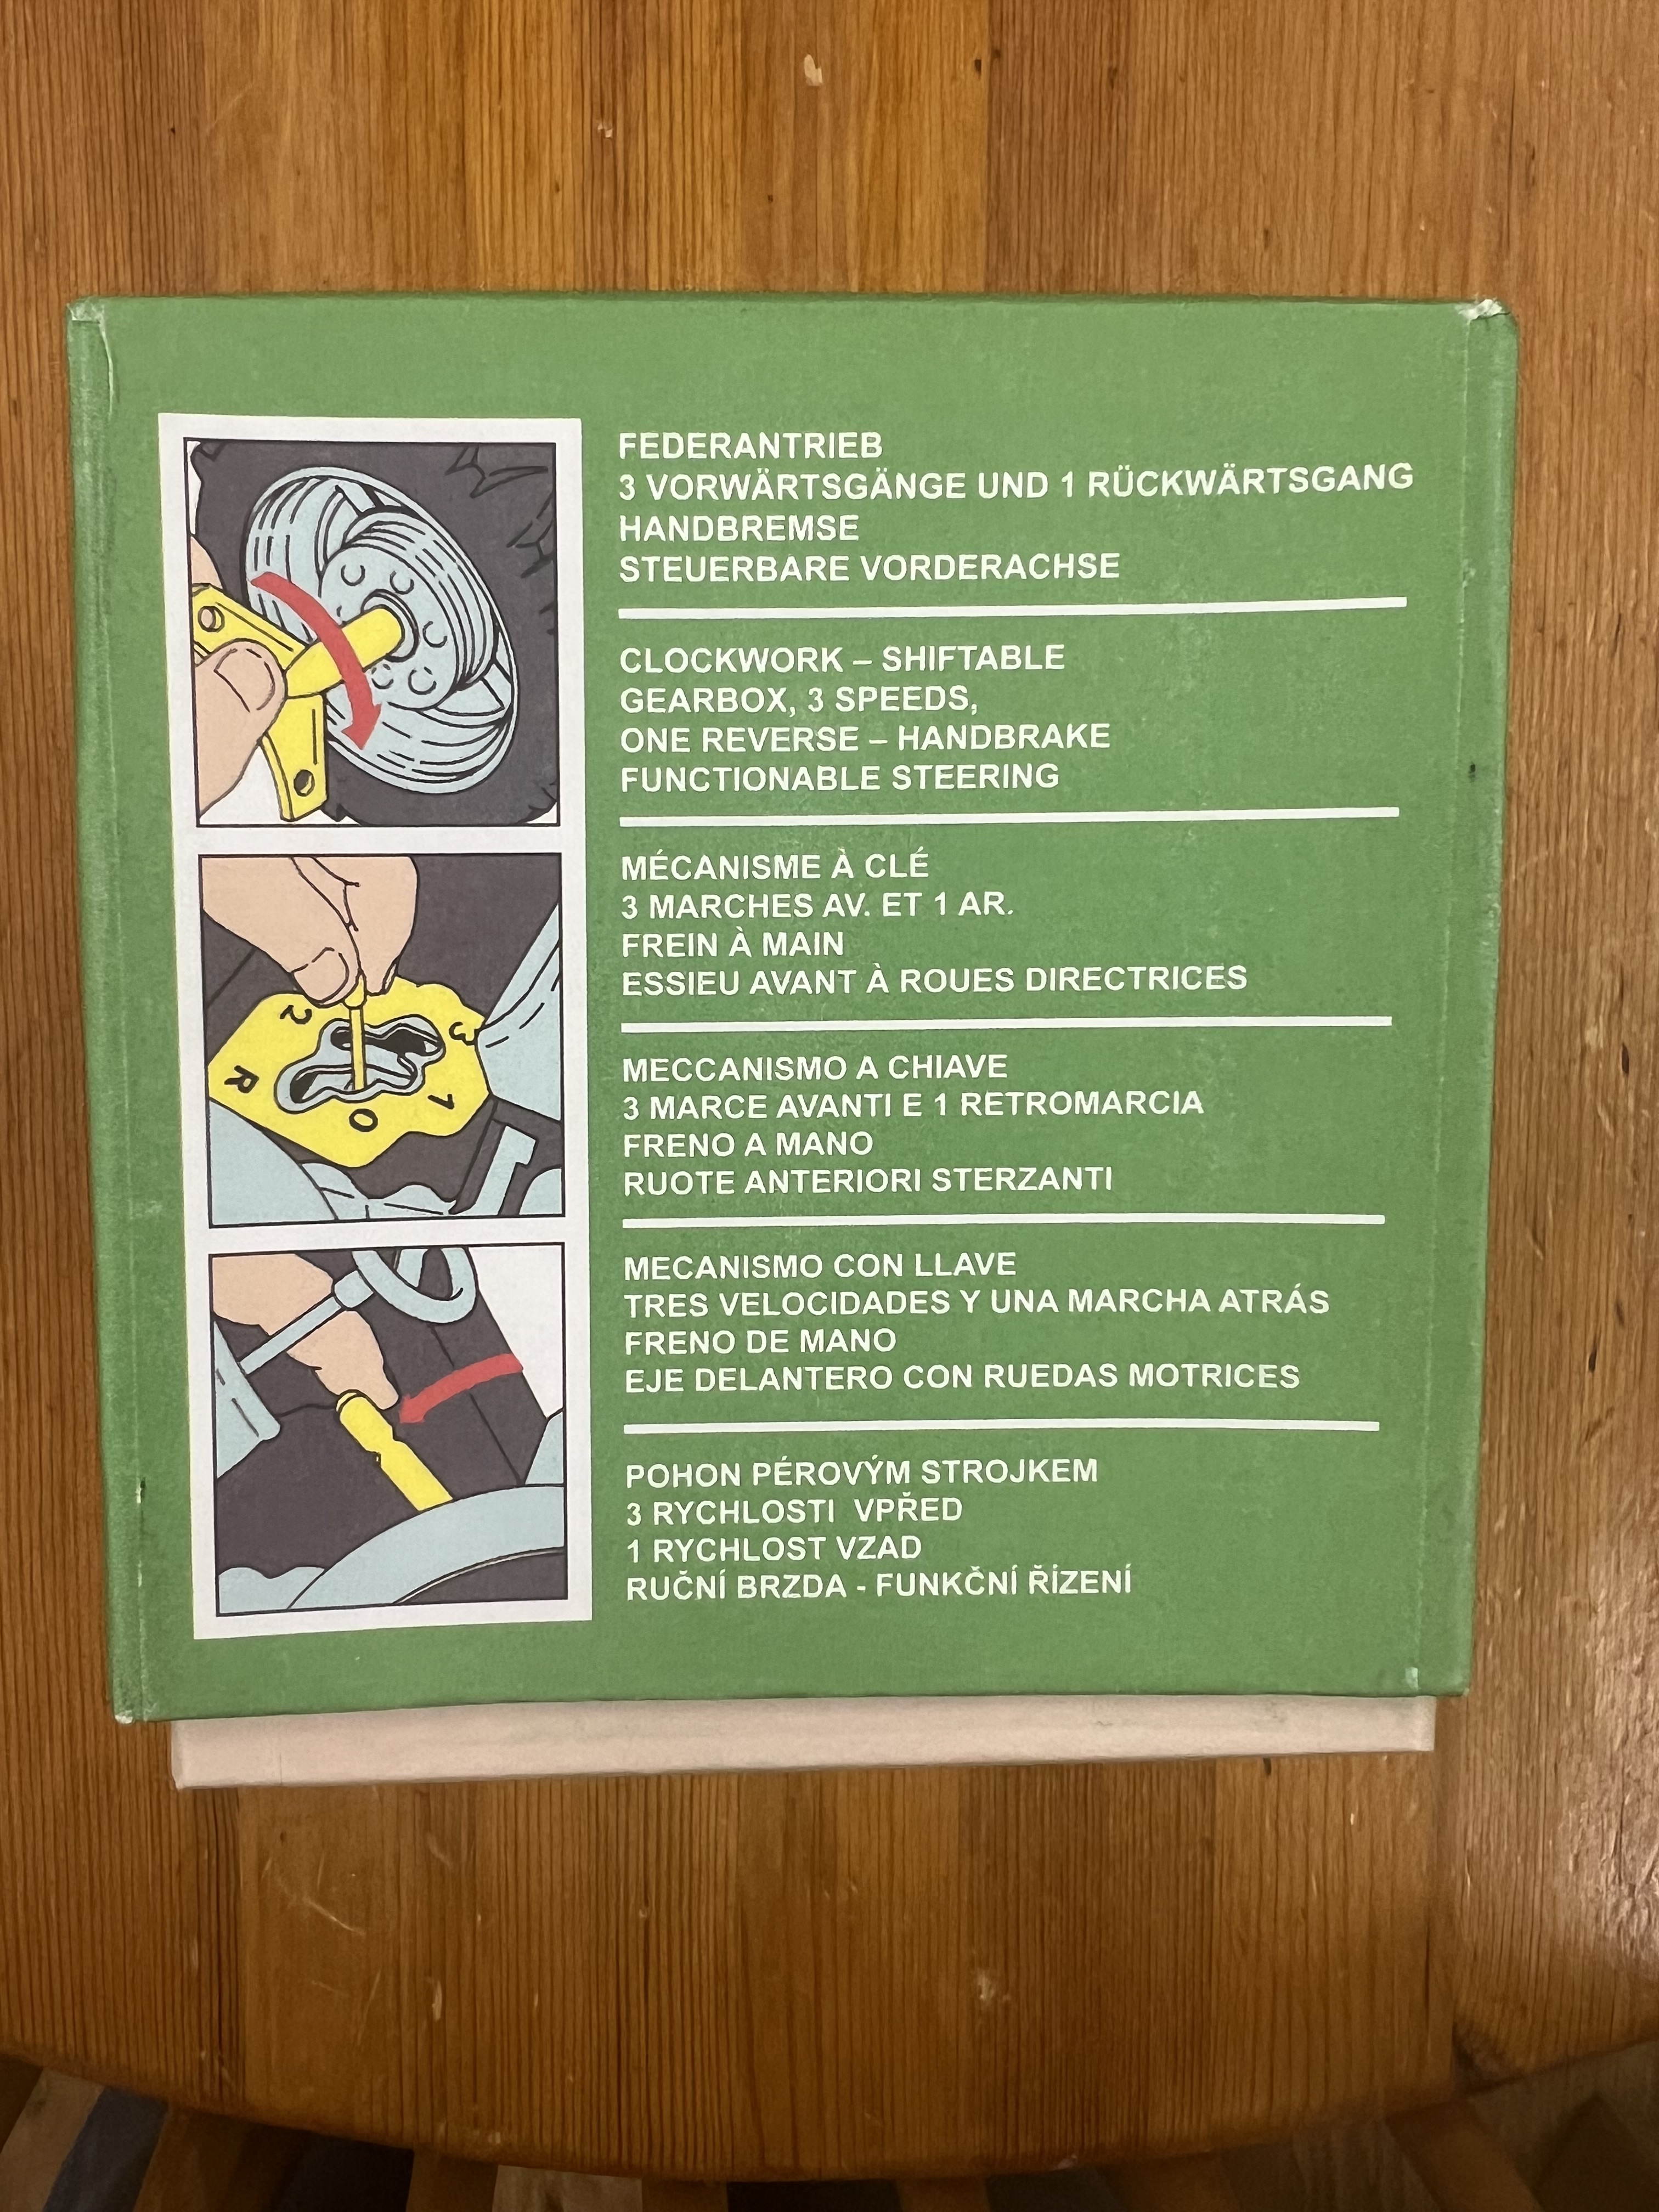 FEDERANTRIEB
3 VORWÄRTSGÄNGE UND 1 RÜCKWÄRTSGANG
HANDBREMSE
STEUERBARE VORDERACHSE
CLOCKWORK – SHIFTABLE
GEARBOX, 3 SPEEDS,
ONE REVERSE – HANDBRAKE
FUNCTIONABLE STEERING
MÉCANISME À CLÉ
3 MARCHES AV. ET 1 AR.
FREIN À MAIN
ESSIEU AVANT À ROUES DIRECTRICES
MECCANISMO A CHIAVE
3 MARCE AVANTI E 1 RETROMARCIA
FRENO A MANO
RUOTE ANTERIORI STERZANTI
MECANISMO CON LLAVE
TRES VELOCIDADES Y UNA MARCHA ATRÁS
FRENO DE MANO
EJE DELANTERO CON RUEDAS MOTRICES
POHON PÉROVÝM STROJKEM
3 RYCHLOSTI VPŘED
1 RYCHLOST VZAD
RUČNÍ BRZDA - FUNKČNÍ ŘÍZENÍ
2 3
R 1
0